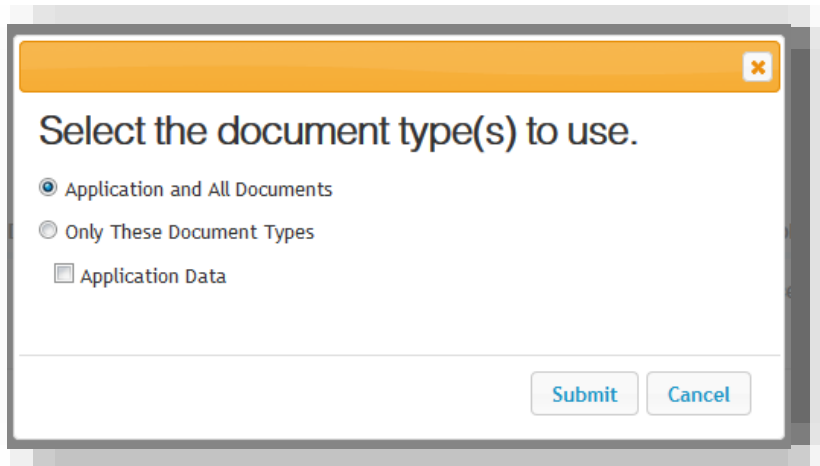 Select the document type(s) to use.
Application and All Documents
Only These Document Types
Application Data
Submit Cancel